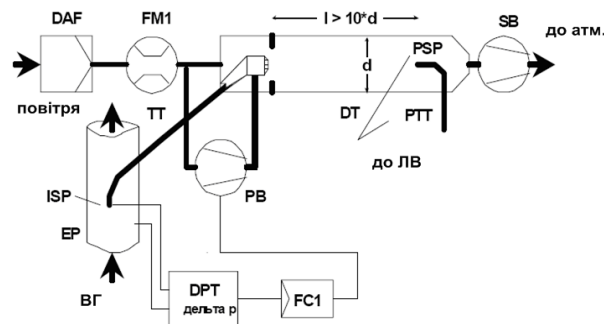 DAF
FM1
l > 10*d
SB
до атм.
d
PSP
повітря
TT
DT
PTT
до ЛВ
PB
ISP
EP
ВГ
DPT
дельта р
FC1